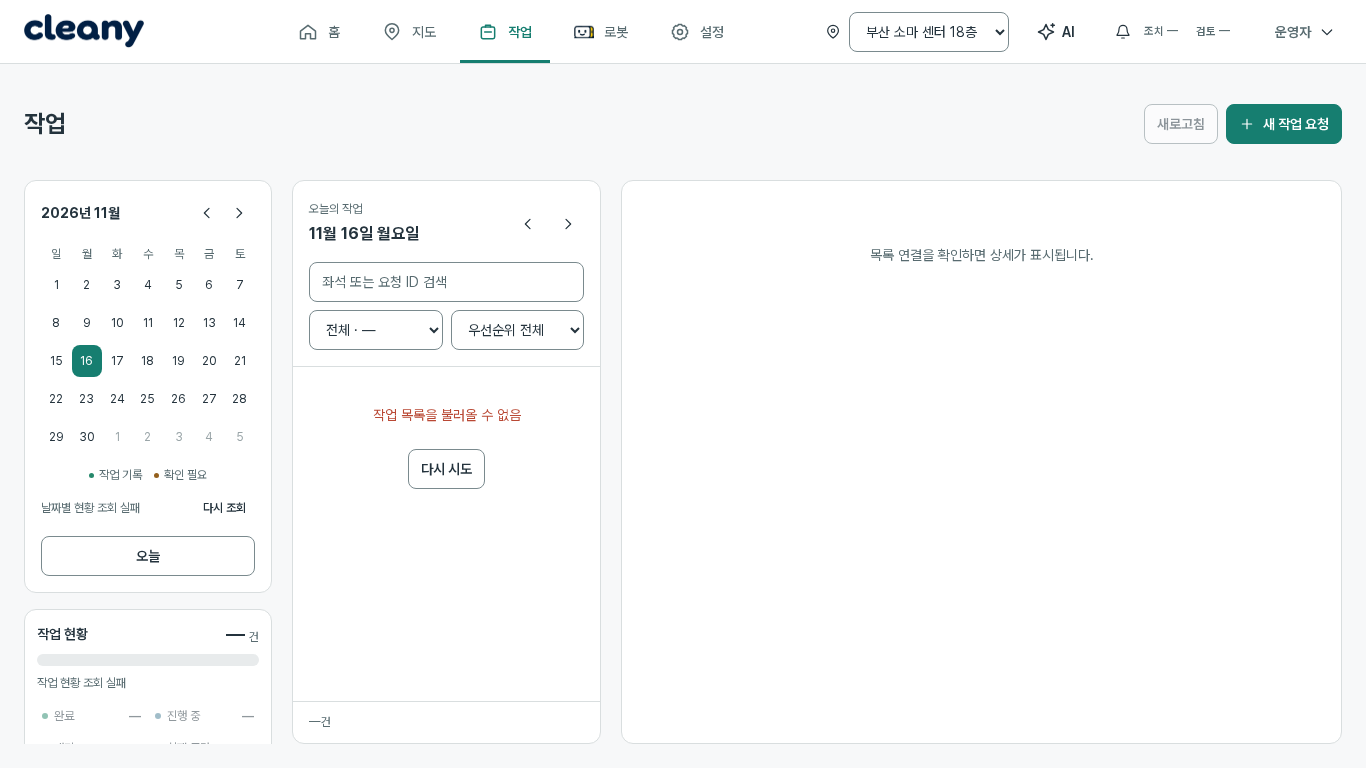 cleany
홈
지도
작업
로봇
설정
부산 소마 센터 18층
AI
조치 —
검토 —
운영자
작업
새로고침
새 작업 요청
2026년 11월
일 월 화 수 목 금 토
1 2 3 4 5 6 7
8 9 10 11 12 13 14
15 16 17 18 19 20 21
22 23 24 25 26 27 28
29 30 1 2 3 4 5
작업 기록 확인 필요
날짜별 현황 조회 실패 다시 조회
오늘
작업 현황 — 건
작업 현황 조회 실패
완료 — 진행 중 —
오늘의 작업
11월 16일 월요일
좌석 또는 요청 ID 검색
전체 · —
우선순위 전체
작업 목록을 불러올 수 없음
다시 시도
—건
목록 연결을 확인하면 상세가 표시됩니다.